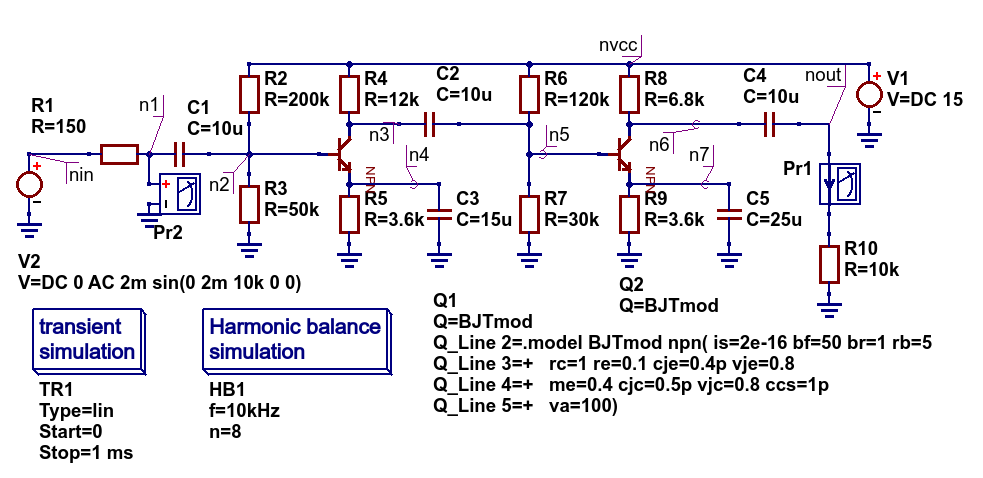 nvcc
R1
R=150
n1
C1
C=10u
R2
R=200k
R4
R=12k
C2
C=10u
R6
R=120k
R8
R=6.8k
C4
C=10u
nout
V1
V=DC 15
nin
n2
n3
n4
n5
n6
n7
Pr1
Pr2
NPN
NPN
R3
R=50k
R5
R=3.6k
C3
C=15u
R7
R=30k
R9
R=3.6k
C5
C=25u
R10
R=10k
V2
V=DC 0 AC 2m sin(0 2m 10k 0 0)
Q2
Q=BJTmod
Q1
Q=BJTmod
Q_Line 2=.model BJTmod npn( is=2e-16 bf=50 br=1 rb=5
Q_Line 3=+ rc=1 re=0.1 cje=0.4p vje=0.8
Q_Line 4=+ me=0.4 cjc=0.5p vjc=0.8 ccs=1p
Q_Line 5=+ va=100)
transient
simulation
TR1
Type=lin
Start=0
Stop=1 ms
Harmonic balance
simulation
HB1
f=10kHz
n=8